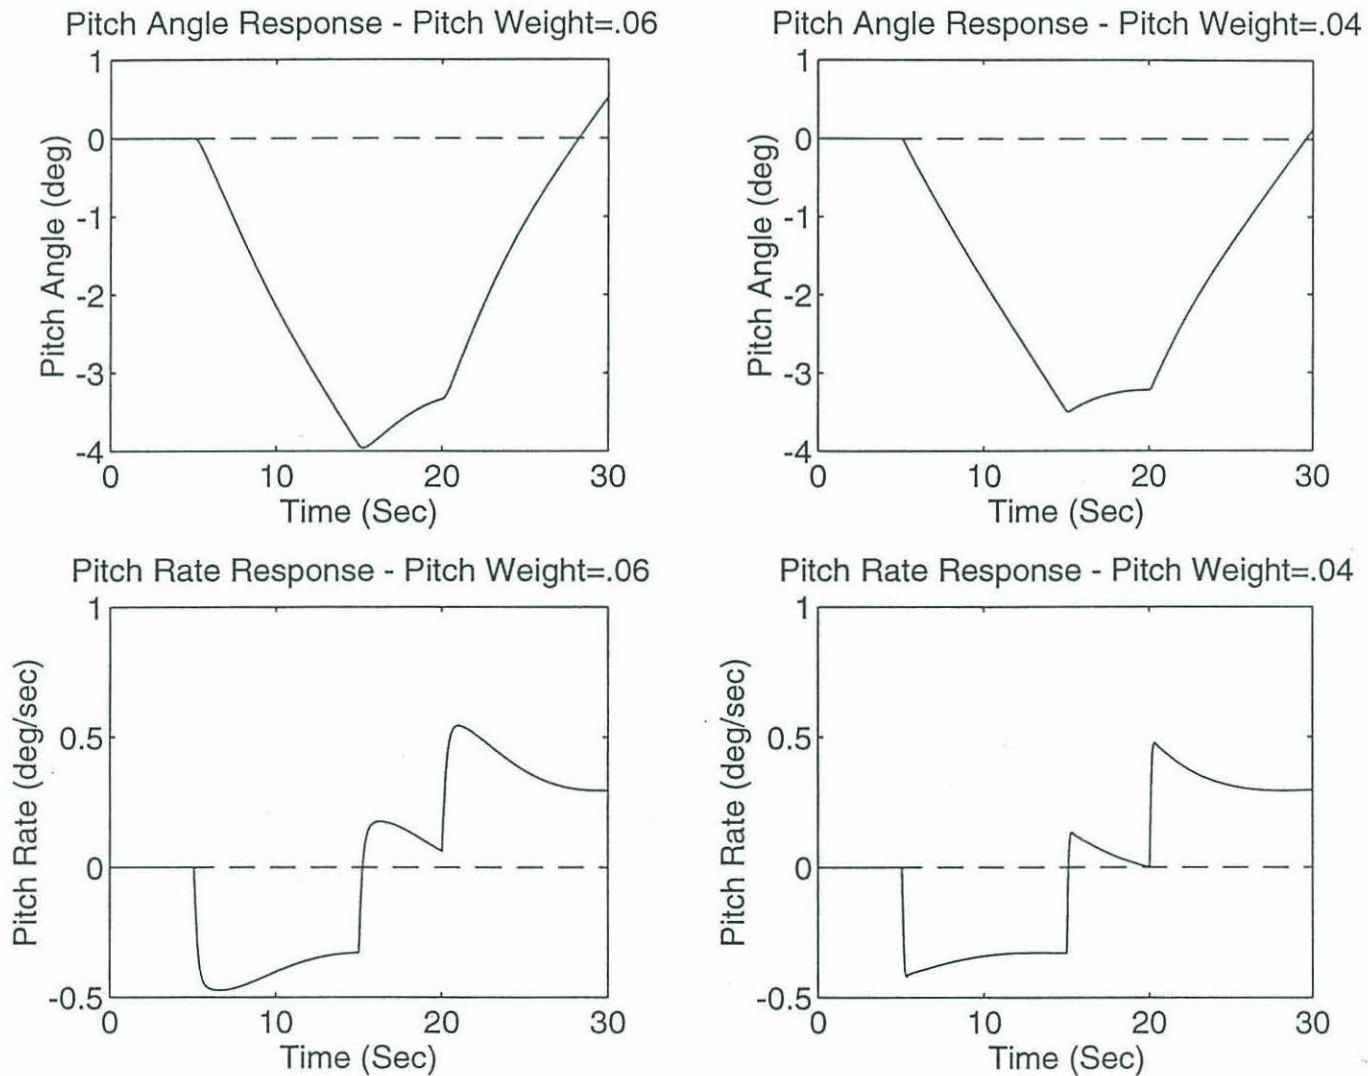 Pitch Angle Response - Pitch Weight=.06
1
0
-1
-2
-3
-4
Pitch Angle (deg)
0 10 20 30
Time (Sec)
Pitch Angle Response - Pitch Weight=.04
1
0
-1
-2
-3
-4
Pitch Angle (deg)
0 10 20 30
Time (Sec)
Pitch Rate Response - Pitch Weight=.06
1
0.5
0
-0.5
Pitch Rate (deg/sec)
0 10 20 30
Time (Sec)
Pitch Rate Response - Pitch Weight=.04
1
0.5
0
-0.5
Pitch Rate (deg/sec)
0 10 20 30
Time (Sec)